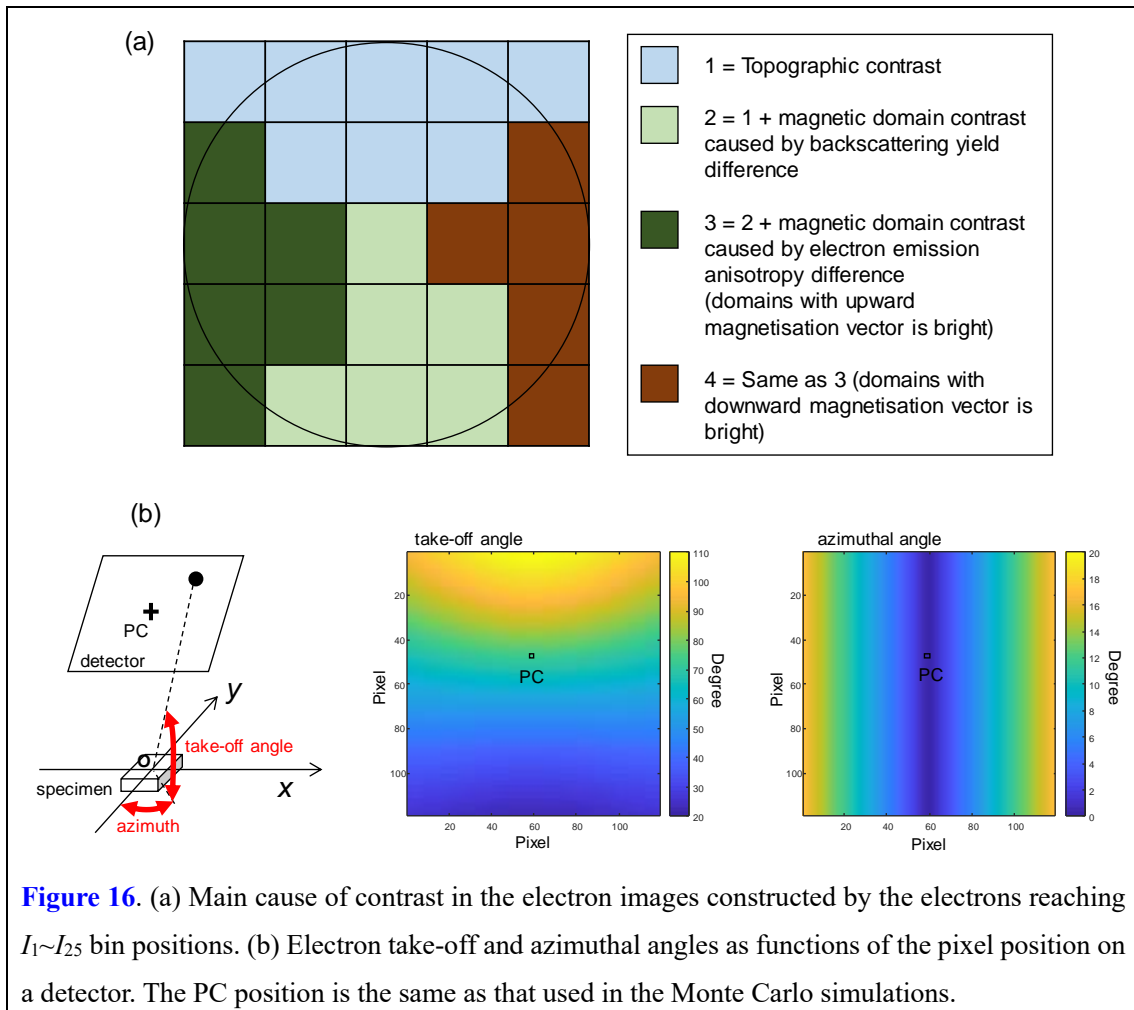 (a)
1 = Topographic contrast
2 = 1 + magnetic domain contrast
caused by backscattering yield
difference
3 = 2 + magnetic domain contrast
caused by electron emission
anisotropy difference
(domains with upward
magnetisation vector is bright)
4 = Same as 3 (domains with
downward magnetisation vector is
bright)
(b)
PC
detector
y
o
take-off angle
specimen
x
azimuth
take-off angle
20
40
60
80
100
Pixel
PC
20 40 60 80 100
Pixel
110
100
90
80
70
60
50
40
30
20
Degree
azimuthal angle
20
40
60
80
100
Pixel
PC
20 40 60 80 100
Pixel
20
18
16
14
12
10
8
6
4
2
0
Degree
Figure 16. (a) Main cause of contrast in the electron images constructed by the electrons reaching
I1~I25 bin positions. (b) Electron take-off and azimuthal angles as functions of the pixel position on
a detector. The PC position is the same as that used in the Monte Carlo simulations.